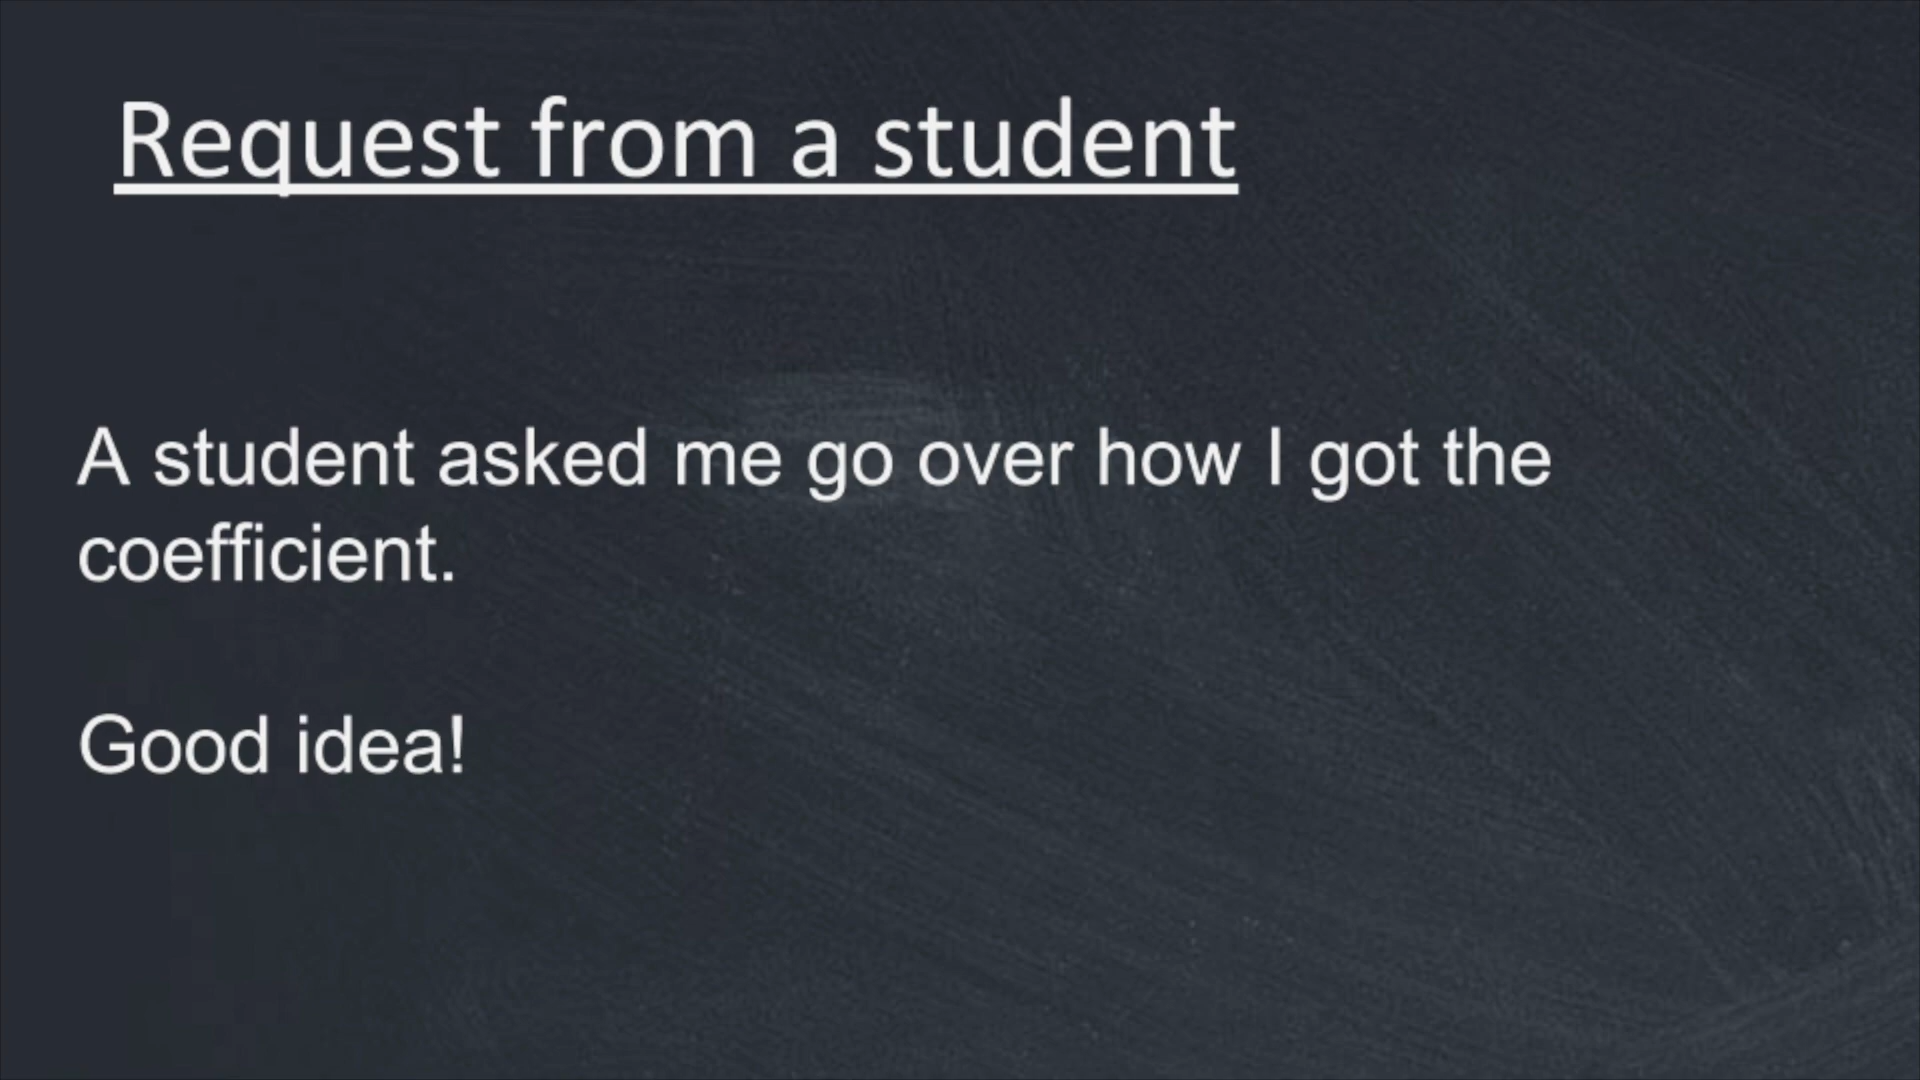 Request from a student
A student asked me go over how I got the
coefficient.
Good idea!